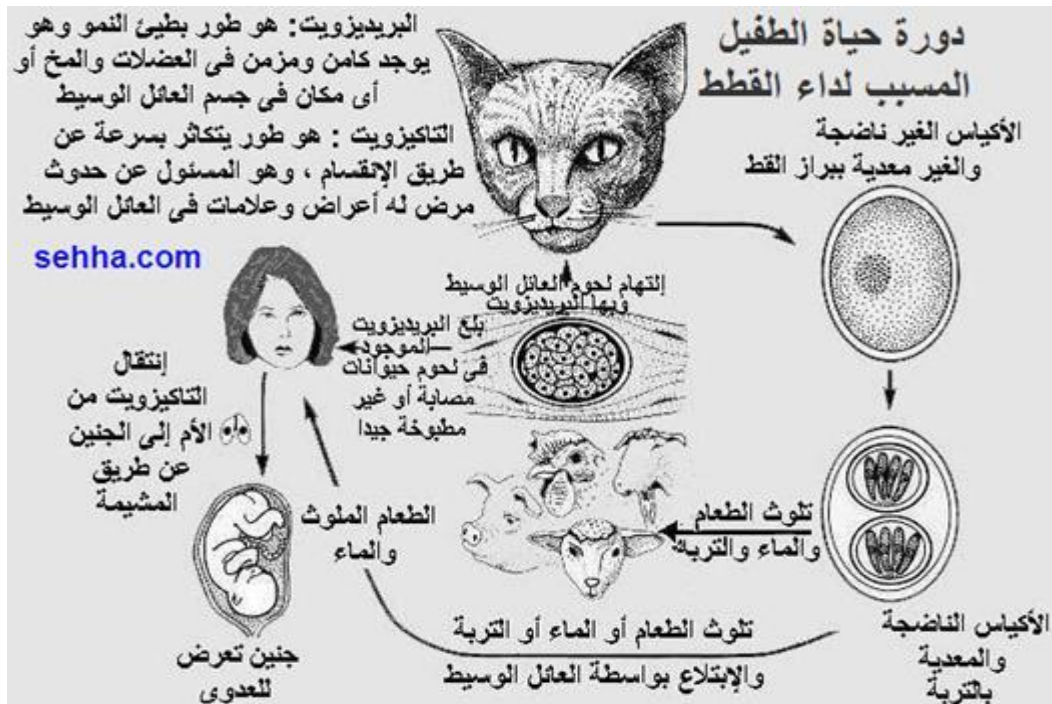 دورة حياة الطفيل
المسبب لداء القطط
البريديزويت: هو طور بطيئ النمو وهو
يوجد كامن ومزمن فى العضلات والمخ أو
أى مكان فى جسم العائل الوسيط
التاكيزويت : هو طور يتكاثر بسرعة عن
طريق الإنقسام ، وهو المسئول عن حدوث
مرض له أعراض وعلامات فى العائل الوسيط
sehha.com
الأكياس الغير ناضجة
والغير معدية ببراز القط
إلتهام لحوم العائل الوسيط
وبها البريديزويت
بلع البريديزويت
الموجود
فى لحوم حيوانات
مصابة أو غير
مطبوخة جيدا
إنتقال
التاكيزويت من
الأم إلى الجنين
عن طريق
المشيمة
الطعام الملوث
والماء
تلوث الطعام
والماء والتربة
تلوث الطعام أو الماء أو التربة
والإبتلاع بواسطة العائل الوسيط
الأكياس الناضجة
والمعدية
بالتربة
جنين تعرض
للعدوى